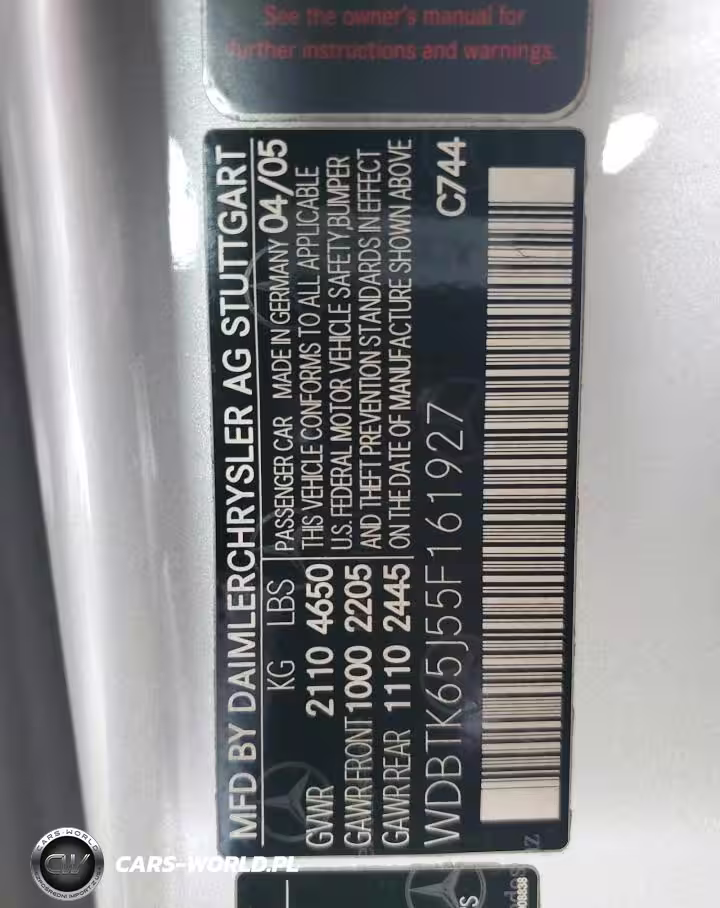 See the owner's manual for
further instructions and warnings.
MFD BY DAIMLERCHRYSLER AG STUTTGART
KG LBS
GVWR 2110 4650
GAWR FRONT 1000 2205
GAWR REAR 1110 2445
PASSENGER CAR MADE IN GERMANY 04/05
THIS VEHICLE CONFORMS TO ALL APPLICABLE
U.S. FEDERAL MOTOR VEHICLE SAFETY,BUMPER
AND THEFT PREVENTION STANDARDS IN EFFECT
ON THE DATE OF MANUFACTURE SHOWN ABOVE
WDBTK65J55F161927
C744
CARS-WORLD
CW
CARS-WORLD.PL